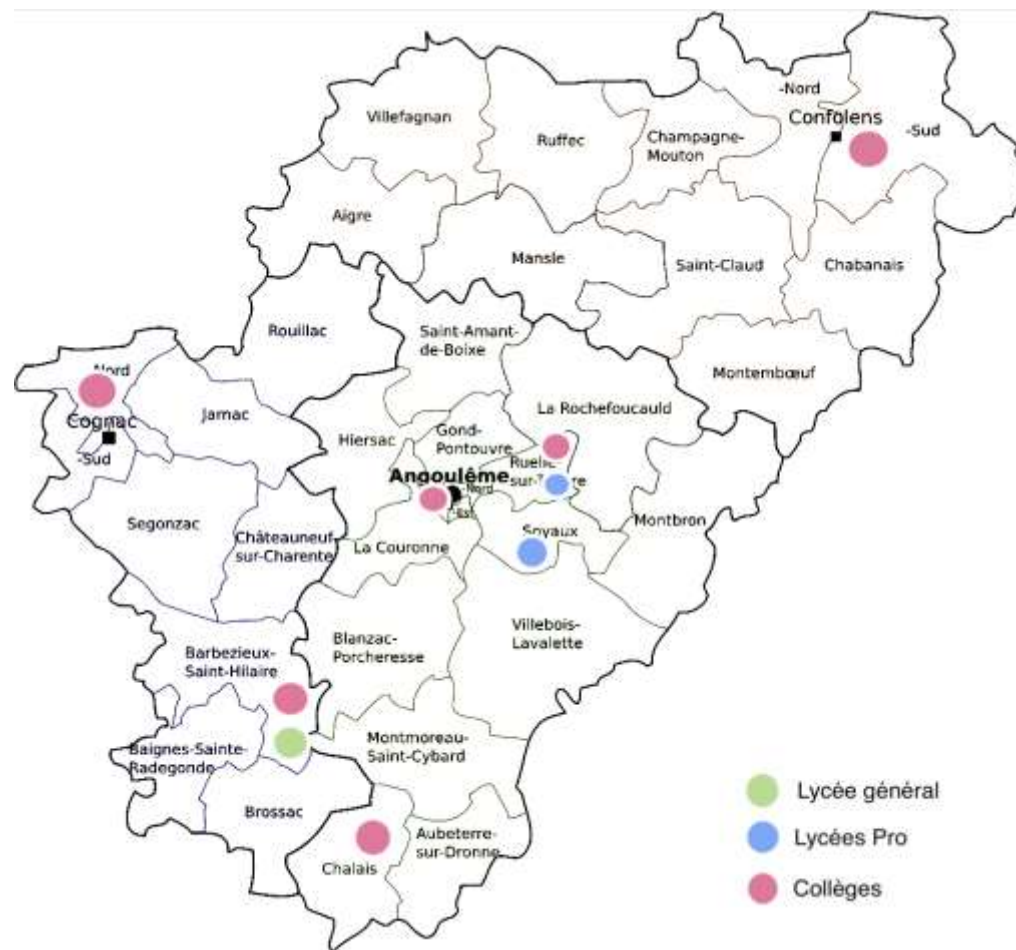 -Nord
Confolens
-Sud
Villefagnan
Ruffec
Champagne-
Mouton
Aigre
Mansle
Saint-Claud
Chabanais
Rouillac
Saint-Amant-
de-Boixe
Montembœuf
-Nord
Cognac
-Sud
Jarnac
La Rochefoucauld
Hiersac
Gond-
Pontouvre
Angoulême
Nord
-Est
Segonzac
Châteauneuf
-sur-Charente
La Couronne
Soyaux
Montbron
Blanzac-
Porcheresse
Villebois-
Lavalette
Barbezieux-
Saint-Hilaire
Baignes-Sainte-
Radegonde
Montmoreau-
Saint-Cybard
Brossac
Chalais
Aubeterre-
sur-Dronne
Lycée général
Lycées Pro
Collèges